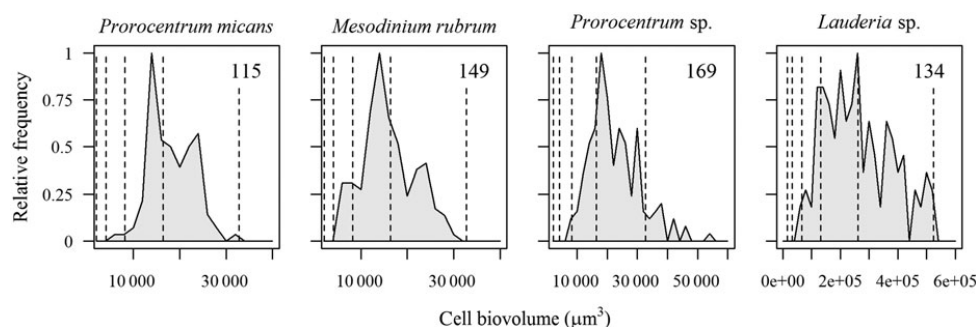 Prorocentrum micans Mesodinium rubrum Prorocentrum sp. Lauderia sp.
115 149 169 134
1
0.75
0.5
0.25
0
Relative frequency
10 000 30 000 10 000 30 000 10 000 30 000 50 000 0e+00 2e+05 4e+05 6e+05
Cell biovolume (μm³)